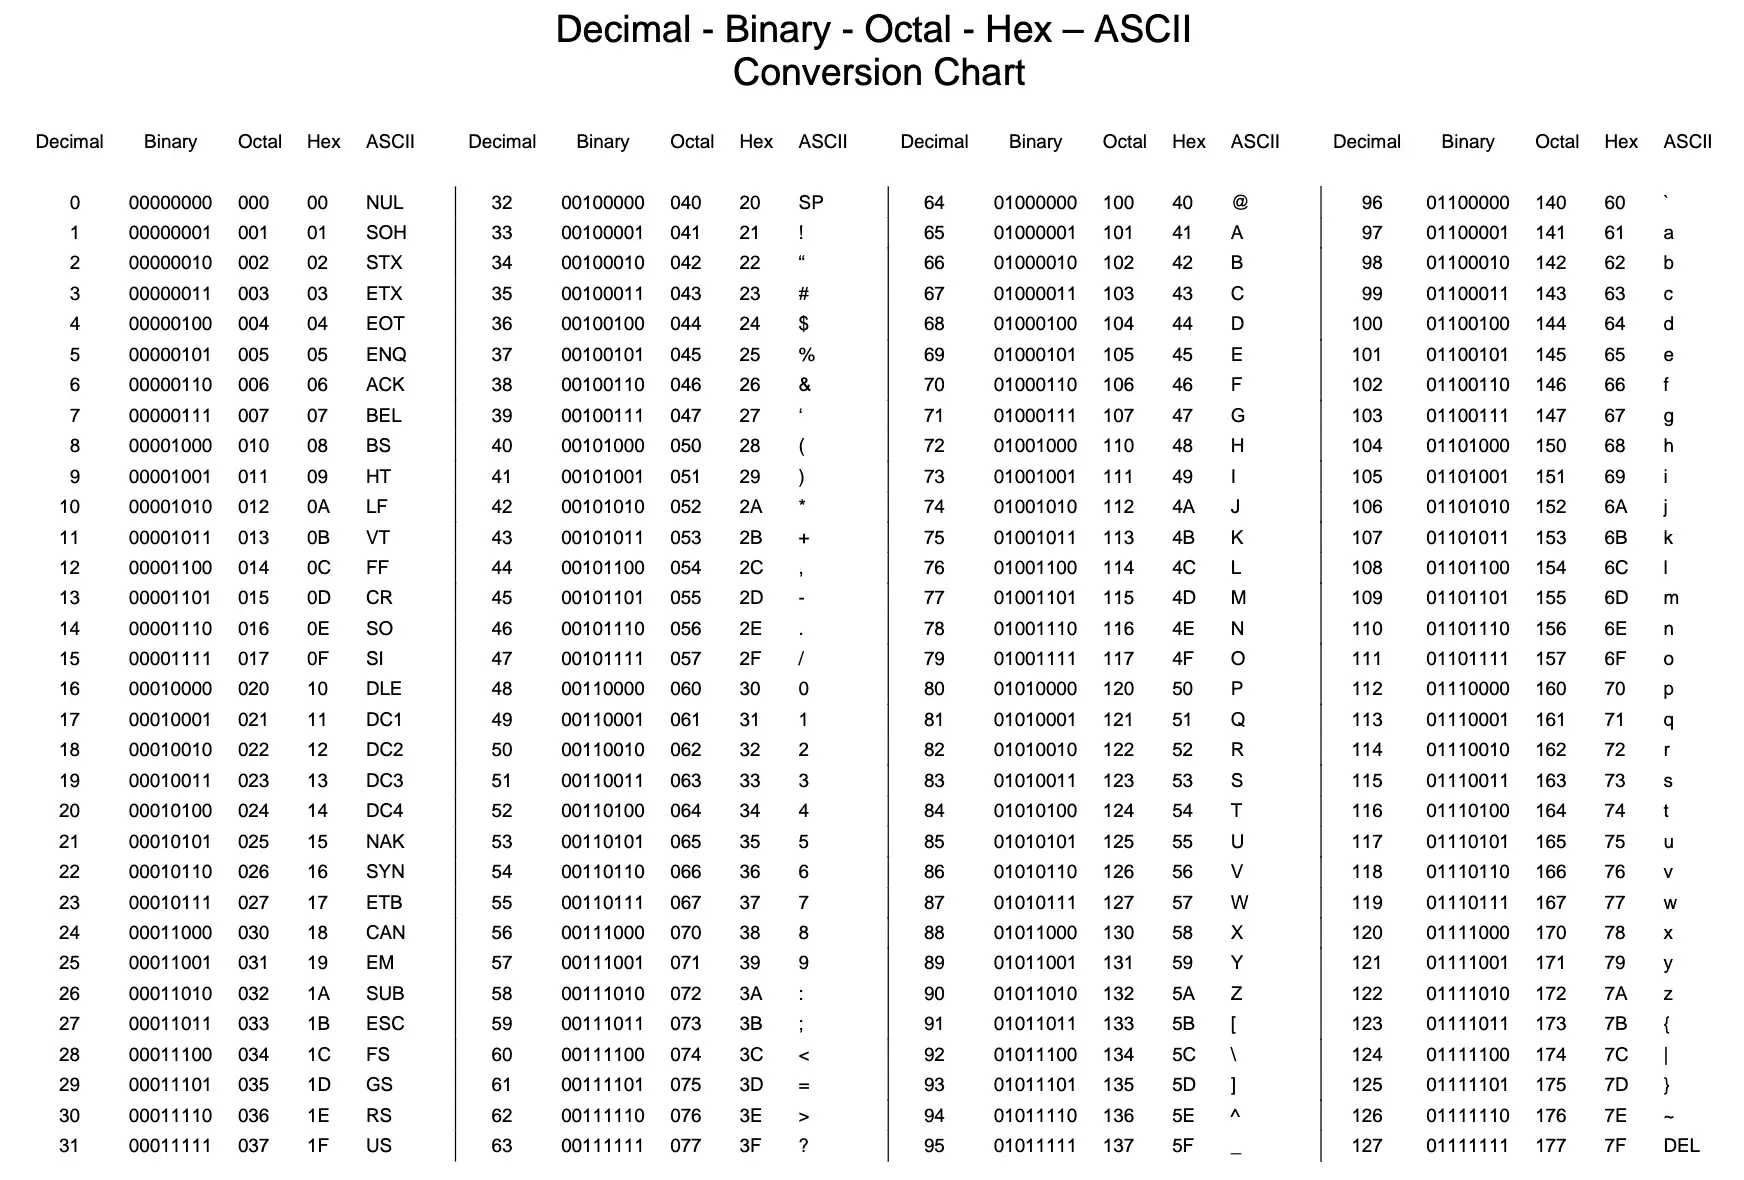 Decimal - Binary - Octal - Hex – ASCII
Conversion Chart
Decimal Binary Octal Hex ASCII Decimal Binary Octal Hex ASCII Decimal Binary Octal Hex ASCII Decimal Binary Octal Hex ASCII
0 00000000 000 00 NUL 32 00100000 040 20 SP 64 01000000 100 40 @ 96 01100000 140 60 `
1 00000001 001 01 SOH 33 00100001 041 21 ! 65 01000001 101 41 A 97 01100001 141 61 a
2 00000010 002 02 STX 34 00100010 042 22 “ 66 01000010 102 42 B 98 01100010 142 62 b
3 00000011 003 03 ETX 35 00100011 043 23 # 67 01000011 103 43 C 99 01100011 143 63 c
4 00000100 004 04 EOT 36 00100100 044 24 $ 68 01000100 104 44 D 100 01100100 144 64 d
5 00000101 005 05 ENQ 37 00100101 045 25 % 69 01000101 105 45 E 101 01100101 145 65 e
6 00000110 006 06 ACK 38 00100110 046 26 & 70 01000110 106 46 F 102 01100110 146 66 f
7 00000111 007 07 BEL 39 00100111 047 27 ‘ 71 01000111 107 47 G 103 01100111 147 67 g
8 00001000 010 08 BS 40 00101000 050 28 ( 72 01001000 110 48 H 104 01101000 150 68 h
9 00001001 011 09 HT 41 00101001 051 29 ) 73 01001001 111 49 I 105 01101001 151 69 i
10 00001010 012 0A LF 42 00101010 052 2A * 74 01001010 112 4A J 106 01101010 152 6A j
11 00001011 013 0B VT 43 00101011 053 2B + 75 01001011 113 4B K 107 01101011 153 6B k
12 00001100 014 0C FF 44 00101100 054 2C , 76 01001100 114 4C L 108 01101100 154 6C l
13 00001101 015 0D CR 45 00101101 055 2D - 77 01001101 115 4D M 109 01101101 155 6D m
14 00001110 016 0E SO 46 00101110 056 2E . 78 01001110 116 4E N 110 01101110 156 6E n
15 00001111 017 0F SI 47 00101111 057 2F / 79 01001111 117 4F O 111 01101111 157 6F o
16 00010000 020 10 DLE 48 00110000 060 30 0 80 01010000 120 50 P 112 01110000 160 70 p
17 00010001 021 11 DC1 49 00110001 061 31 1 81 01010001 121 51 Q 113 01110001 161 71 q
18 00010010 022 12 DC2 50 00110010 062 32 2 82 01010010 122 52 R 114 01110010 162 72 r
19 00010011 023 13 DC3 51 00110011 063 33 3 83 01010011 123 53 S 115 01110011 163 73 s
20 00010100 024 14 DC4 52 00110100 064 34 4 84 01010100 124 54 T 116 01110100 164 74 t
21 00010101 025 15 NAK 53 00110101 065 35 5 85 01010101 125 55 U 117 01110101 165 75 u
22 00010110 026 16 SYN 54 00110110 066 36 6 86 01010110 126 56 V 118 01110110 166 76 v
23 00010111 027 17 ETB 55 00110111 067 37 7 87 01010111 127 57 W 119 01110111 167 77 w
24 00011000 030 18 CAN 56 00111000 070 38 8 88 01011000 130 58 X 120 01111000 170 78 x
25 00011001 031 19 EM 57 00111001 071 39 9 89 01011001 131 59 Y 121 01111001 171 79 y
26 00011010 032 1A SUB 58 00111010 072 3A : 90 01011010 132 5A Z 122 01111010 172 7A z
27 00011011 033 1B ESC 59 00111011 073 3B ; 91 01011011 133 5B [ 123 01111011 173 7B {
28 00011100 034 1C FS 60 00111100 074 3C < 92 01011100 134 5C \ 124 01111100 174 7C |
29 00011101 035 1D GS 61 00111101 075 3D = 93 01011101 135 5D ] 125 01111101 175 7D }
30 00011110 036 1E RS 62 00111110 076 3E > 94 01011110 136 5E ^ 126 01111110 176 7E ~
31 00011111 037 1F US 63 00111111 077 3F ? 95 01011111 137 5F _ 127 01111111 177 7F DEL